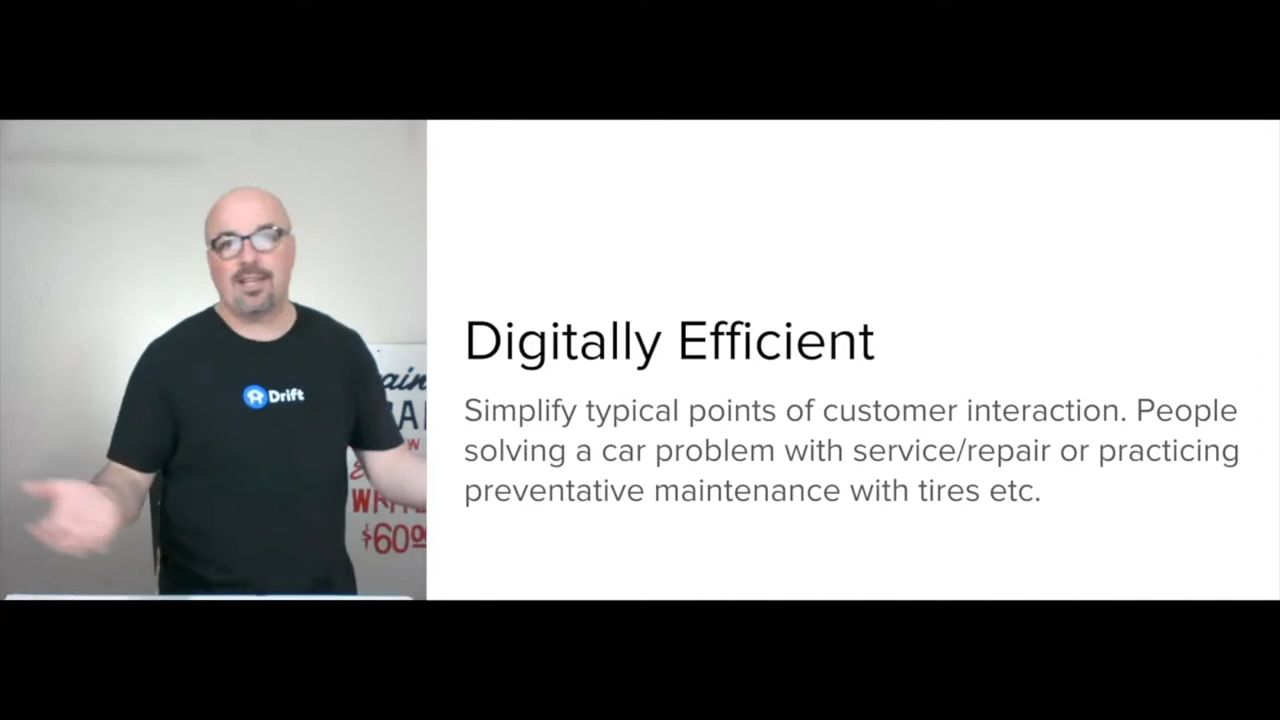 Drift
$60
Digitally Efficient
Simplify typical points of customer interaction. People
solving a car problem with service/repair or practicing
preventative maintenance with tires etc.